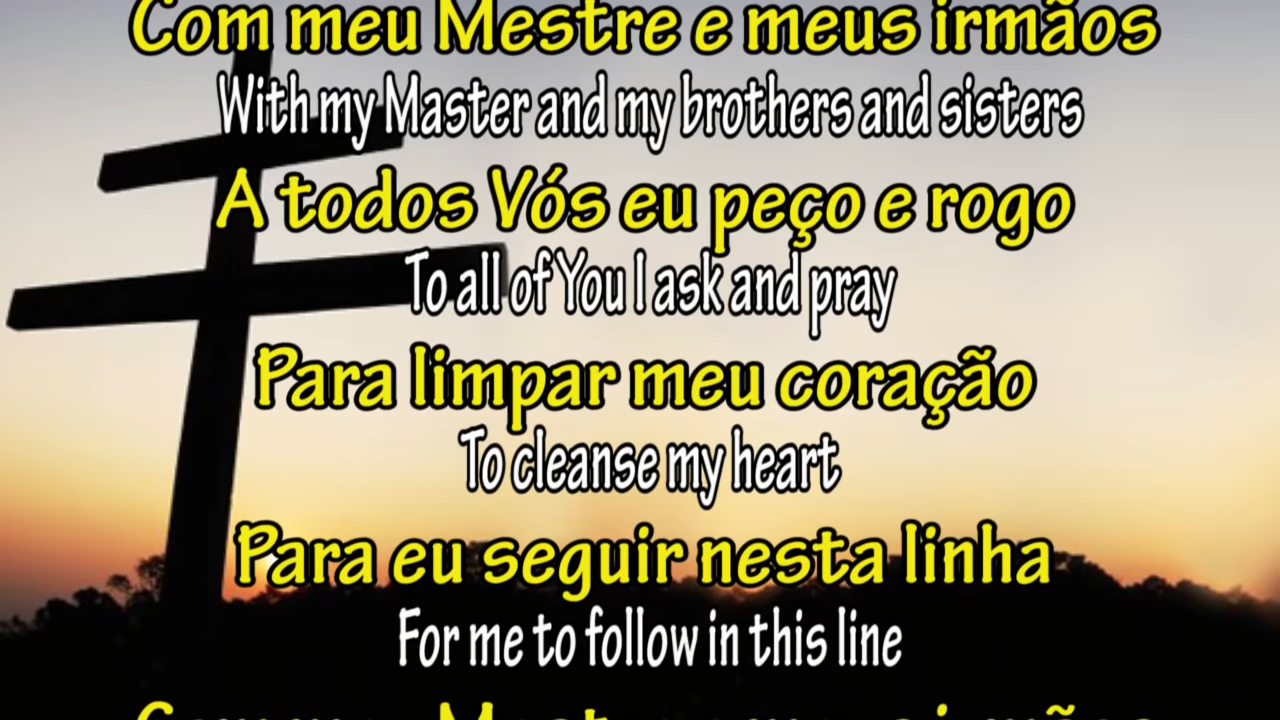 Com meu Mestre e meus irmãos
With my Master and my brothers and sisters
A todos Vós eu peço e rogo
To all of You I ask and pray
Para limpar meu coração
To cleanse my heart
Para eu seguir nesta linha
For me to follow in this line